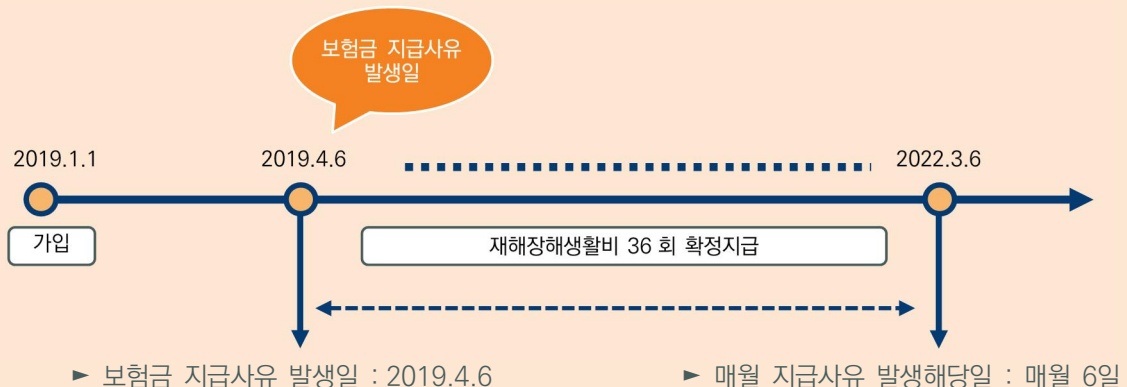 보험금 지급사유
발생일
2019.1.1
2019.4.6
2022.3.6
가입
재해장해생활비 36 회 확정지급
► 보험금 지급사유 발생일 : 2019.4.6
► 매월 지급사유 발생해당일 : 매월 6일